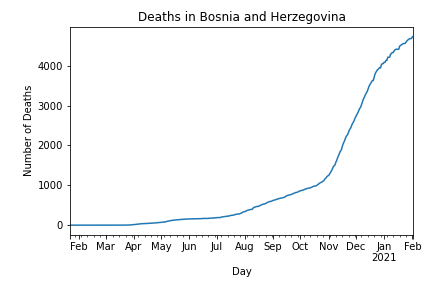 Deaths in Bosnia and Herzegovina
Number of Deaths
4000
3000
2000
1000
0
Feb Mar Apr May Jun Jul Aug Sep Oct Nov Dec Jan Feb
2021
Day